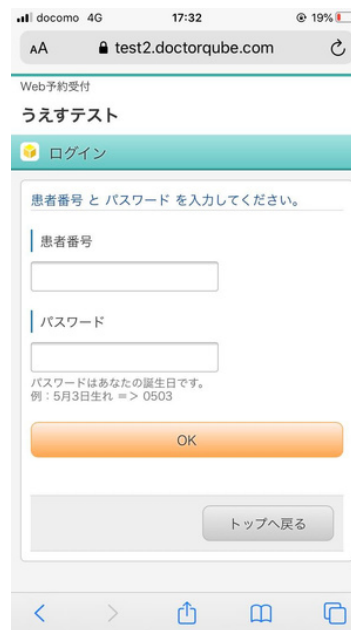 docomo 4G 17:32 19%
AA test2.doctorqube.com
Web予約受付
うえすテスト
ログイン
患者番号 と パスワード を入力してください。
患者番号
パスワード
パスワードはあなたの誕生日です。
例：5月3日生れ => 0503
OK
トップへ戻る